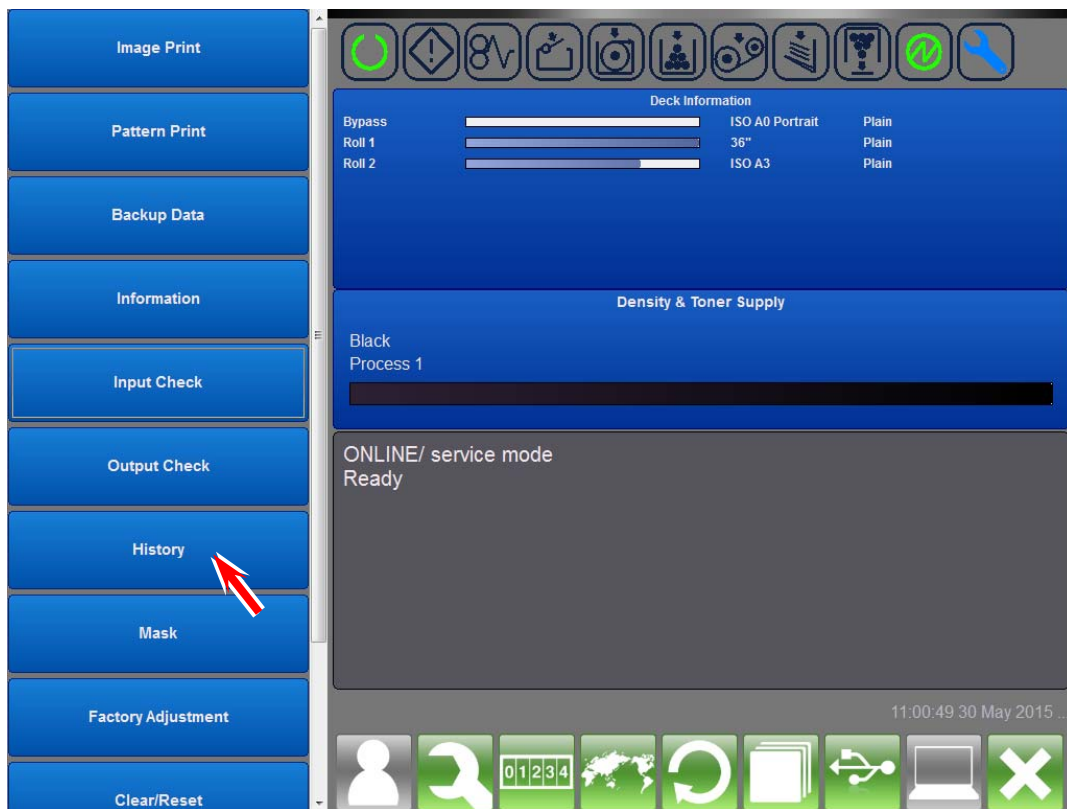 Image Print
Pattern Print
Backup Data
Information
Input Check
Output Check
History
Mask
Factory Adjustment
Clear/Reset
Deck Information
Bypass ISO A0 Portrait Plain
Roll 1 36" Plain
Roll 2 ISO A3 Plain
Density & Toner Supply
Black
Process 1
ONLINE/ service mode
Ready
11:00:49 30 May 2015 ..
01234